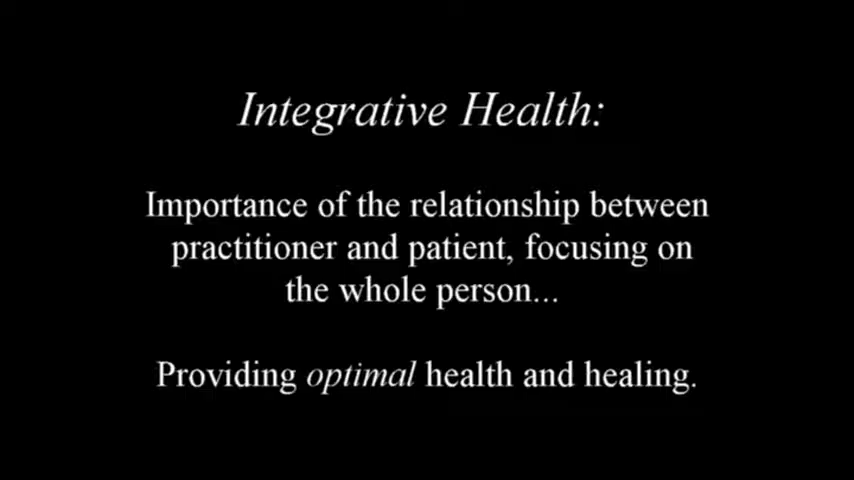 Integrative Health:
Importance of the relationship between
practitioner and patient, focusing on
the whole person...
Providing optimal health and healing.